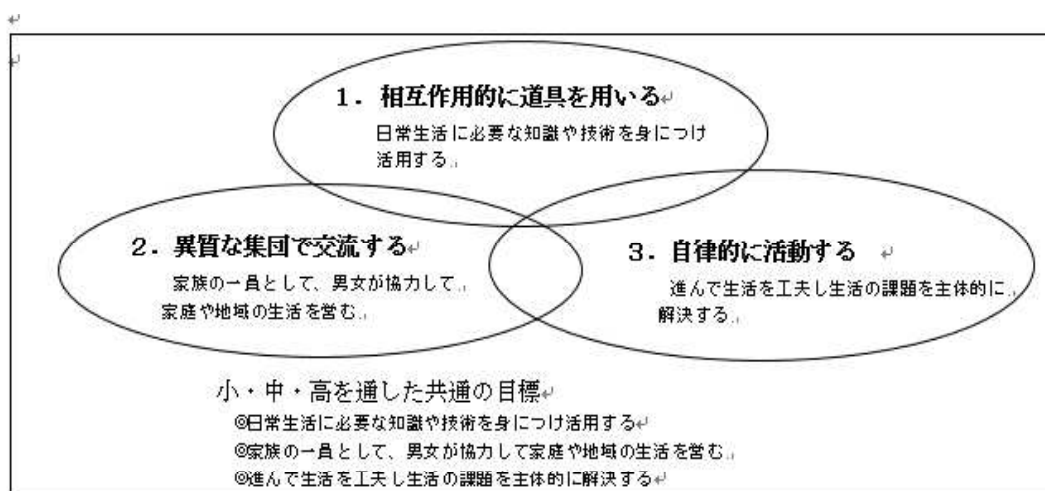 1．相互作用的に道具を用いる
日常生活に必要な知識や技術を身につけ
活用する。
2．異質な集団で交流する
家族の一員として、男女が協力して
家庭や地域の生活を営む。
3．自律的に活動する
進んで生活を工夫し生活の課題を主体的に
解決する。
小・中・高を通した共通の目標
◎日常生活に必要な知識や技術を身につけ活用する
◎家族の一員として、男女が協力して家庭や地域の生活を営む。
◎進んで生活を工夫し生活の課題を主体的に解決する